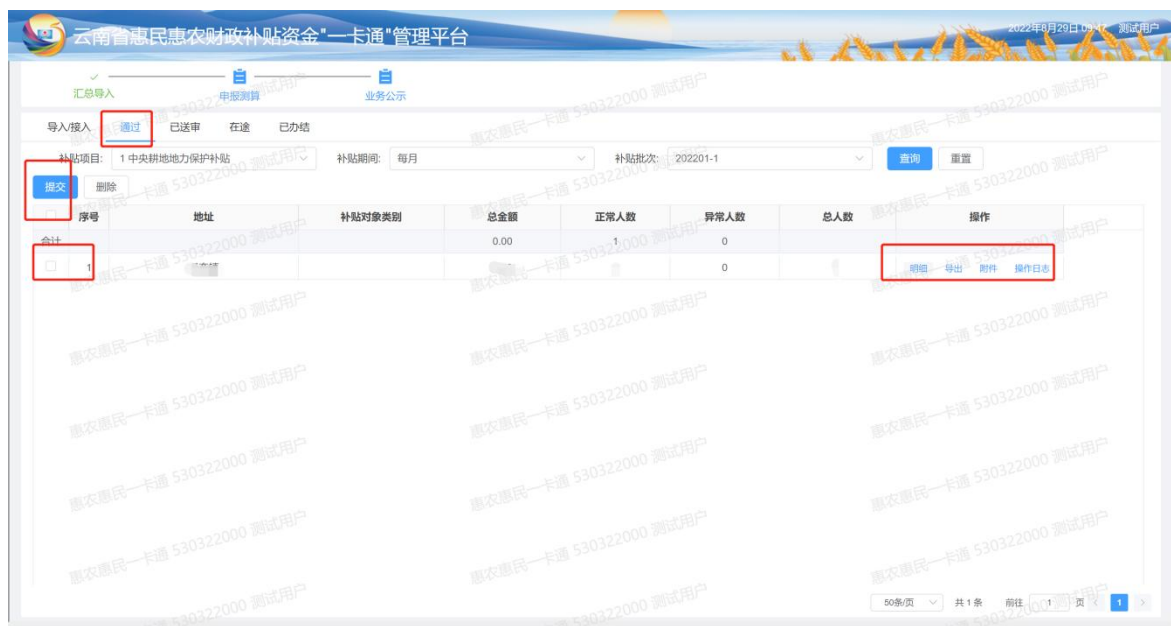 云南省惠民惠农财政补贴资金"一卡通"管理平台
2022年8月29日 09:47 测试用户
汇总导入 申报测算 业务公示
导入/接入 通过 已送审 在途 已办结
补贴项目: 1 中央耕地地力保护补贴 补贴期间: 每月 补贴批次: 202201-1 查询 重置
提交 删除
序号 地址 补贴对象类别 总金额 正常人数 异常人数 总人数 操作
合计 0.00 1 0
1 0 明细 导出 附件 操作日志
惠农惠民一卡通 530322000 测试用户
50条/页 共 1 条 前往 1 页 1